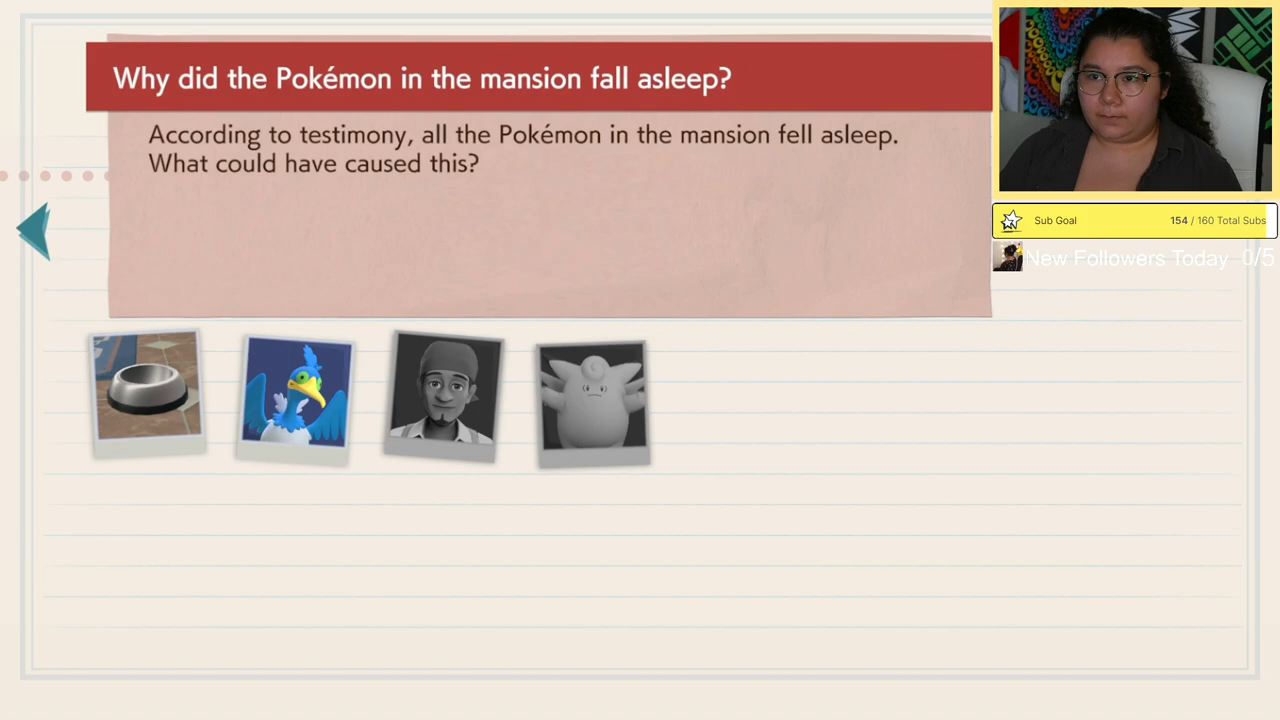 Why did the Pokémon in the mansion fall asleep?
According to testimony, all the Pokémon in the mansion fell asleep.
What could have caused this?
Sub Goal 154 / 160 Total Subs
New Followers Today 0/5